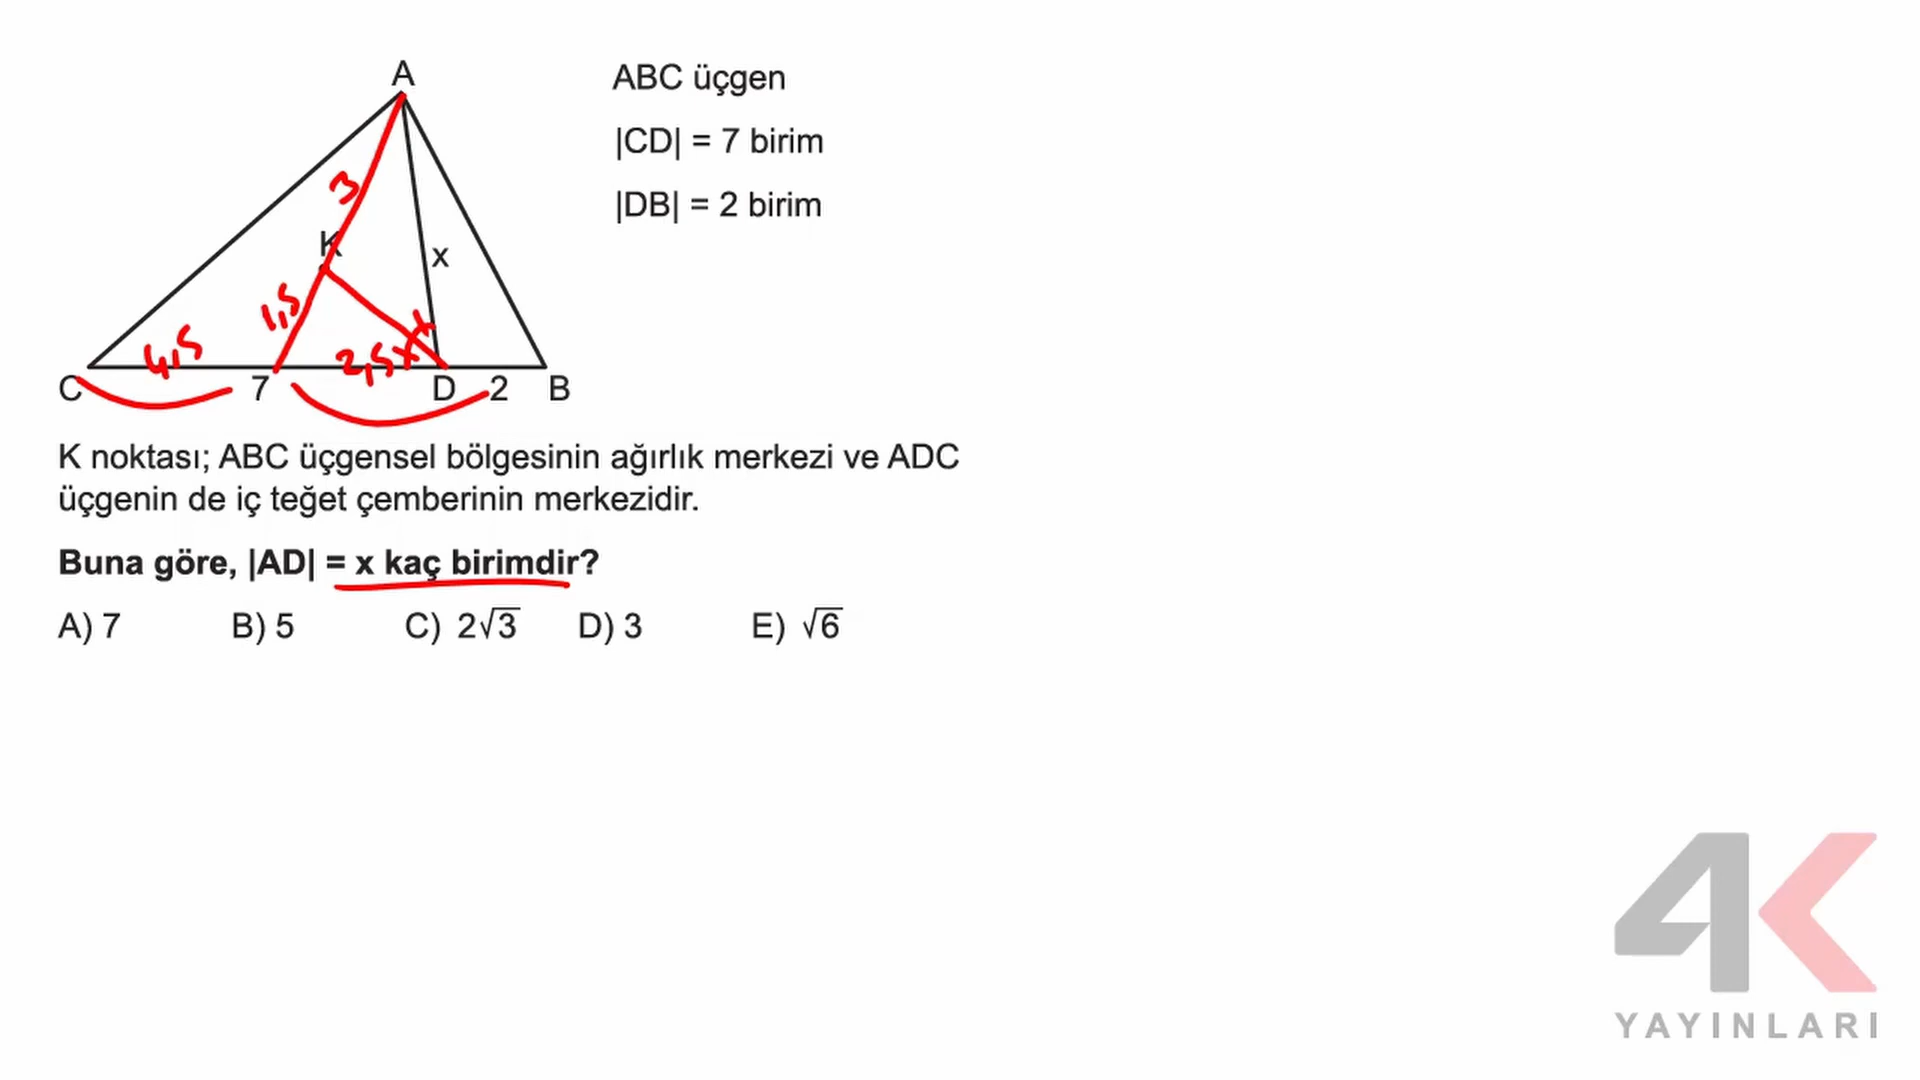 A
ABC üçgen
|CD| = 7 birim
|DB| = 2 birim
3
K
x
1,5
4,5
2,5
x x
C 7 D 2 B
K noktası; ABC üçgensel bölgesinin ağırlık merkezi ve ADC
üçgenin de iç teğet çemberinin merkezidir.
Buna göre, |AD| = x kaç birimdir?
A) 7 B) 5 C) 2√3 D) 3 E) √6
4K
YAYINLARI